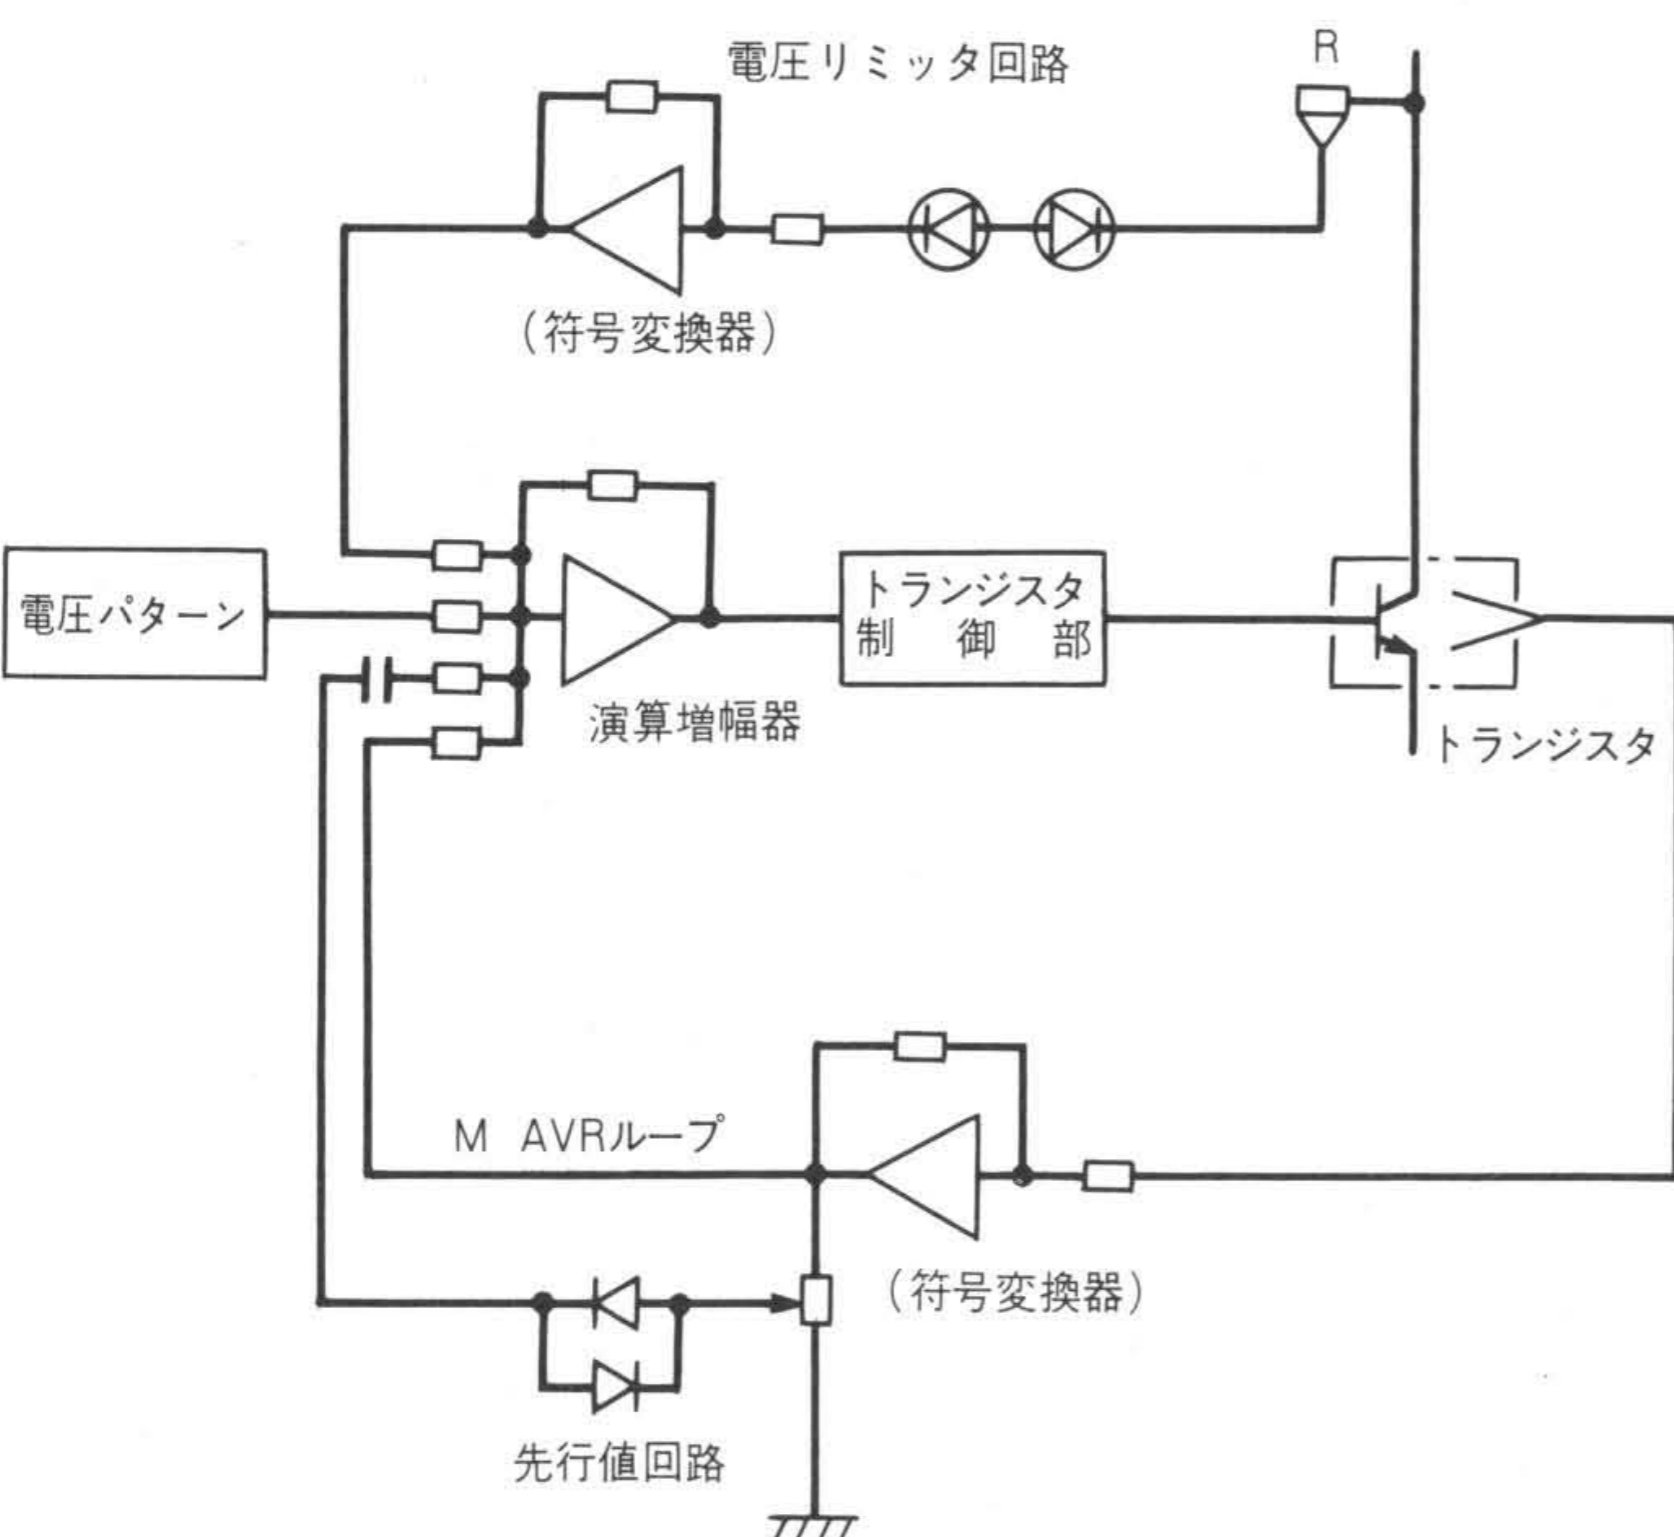 電圧リミッタ回路
R
(符号変換器)
電圧パターン
トランジスタ
制御部
演算増幅器
トランジスタ
M AVRループ
(符号変換器)
先行値回路